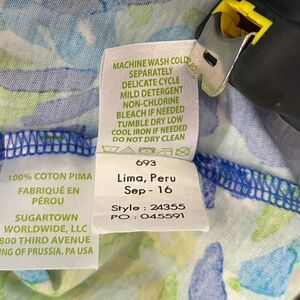 MACHINE WASH COLD
SEPARATELY
DELICATE CYCLE
MILD DETERGENT
NON-CHLORINE
BLEACH IF NEEDED
TUMBLE DRY LOW
COOL IRON IF NEEDED
OR DRY CLEAN
693
Lima, Peru
Sep - 16
Style : 24355
PO : 045591
100% COTON PIMA
FABRIQUÉ EN
PÉROU
SUGARTOWN
WORLDWIDE, LLC
800 THIRD AVENUE
ING OF PRUSSIA, PA USA